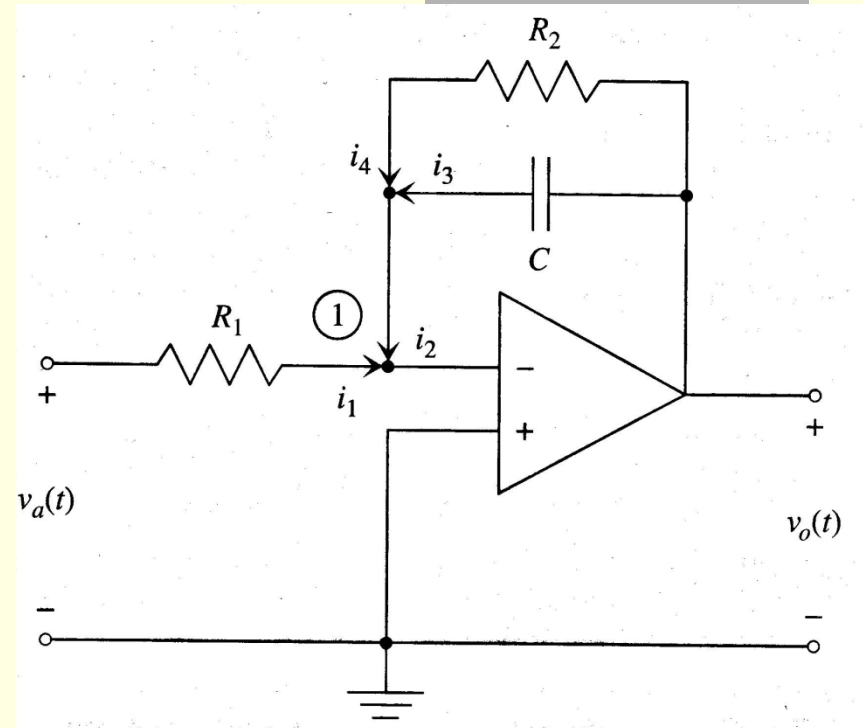 R₂
i₄
i₃
C
R₁
1
i₂
i₁
−
+
+
+
vₐ(t)
vₒ(t)
−
−